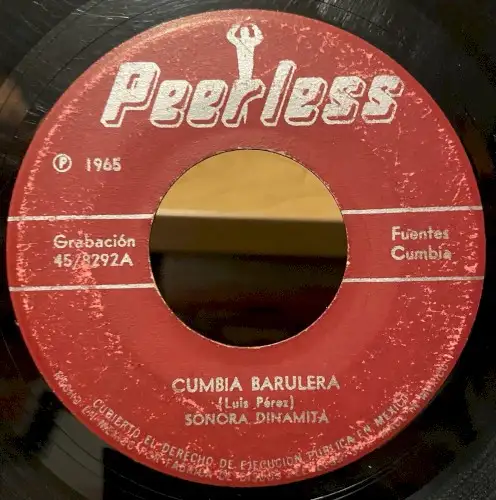 Peerless
Ⓟ 1965
Grabación
45/8292A
Fuentes
Cumbia
CUMBIA BARULERA
(Luis Pérez)
SONORA DINAMITA
CUBIERTO EL DERECHO DE EJECUCION PUBLICA EN MEXICO